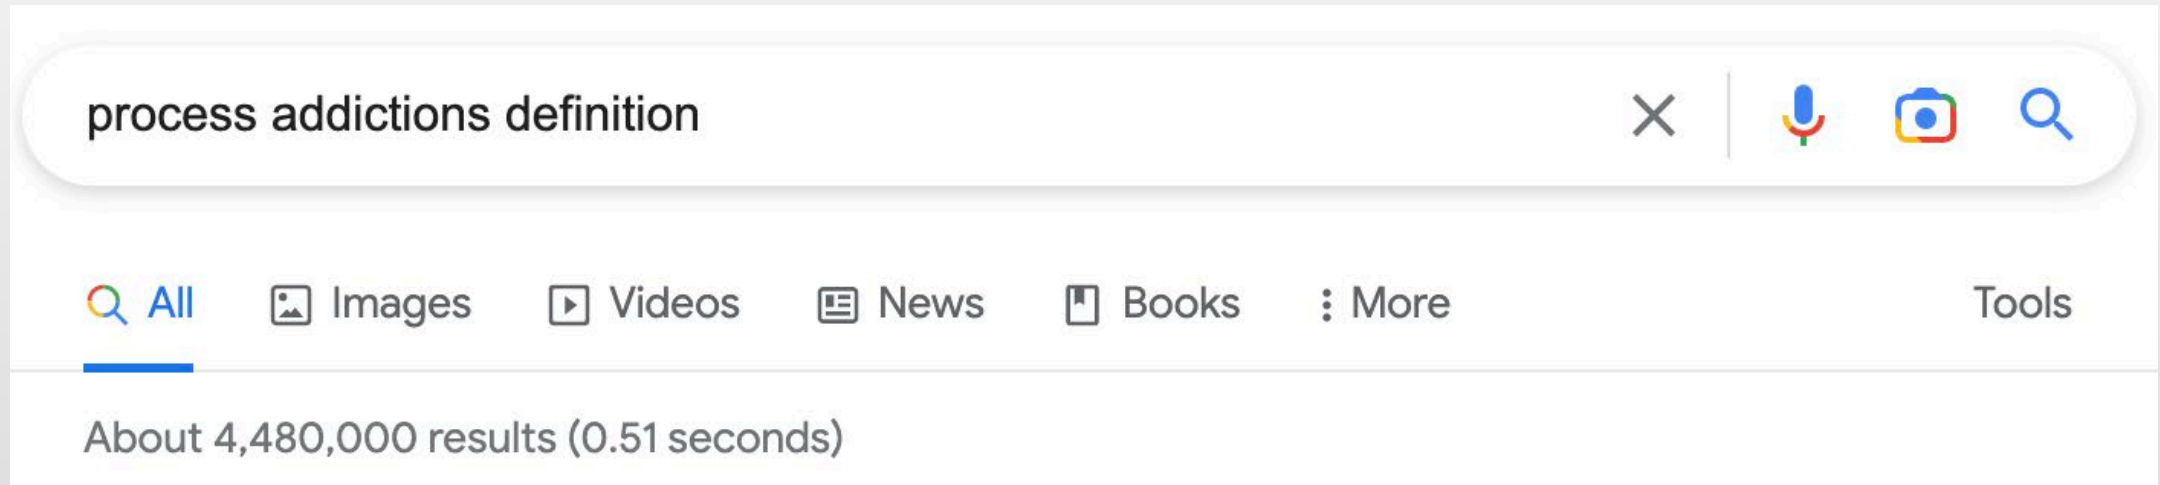 process addictions definition
All Images Videos News Books More Tools
About 4,480,000 results (0.51 seconds)